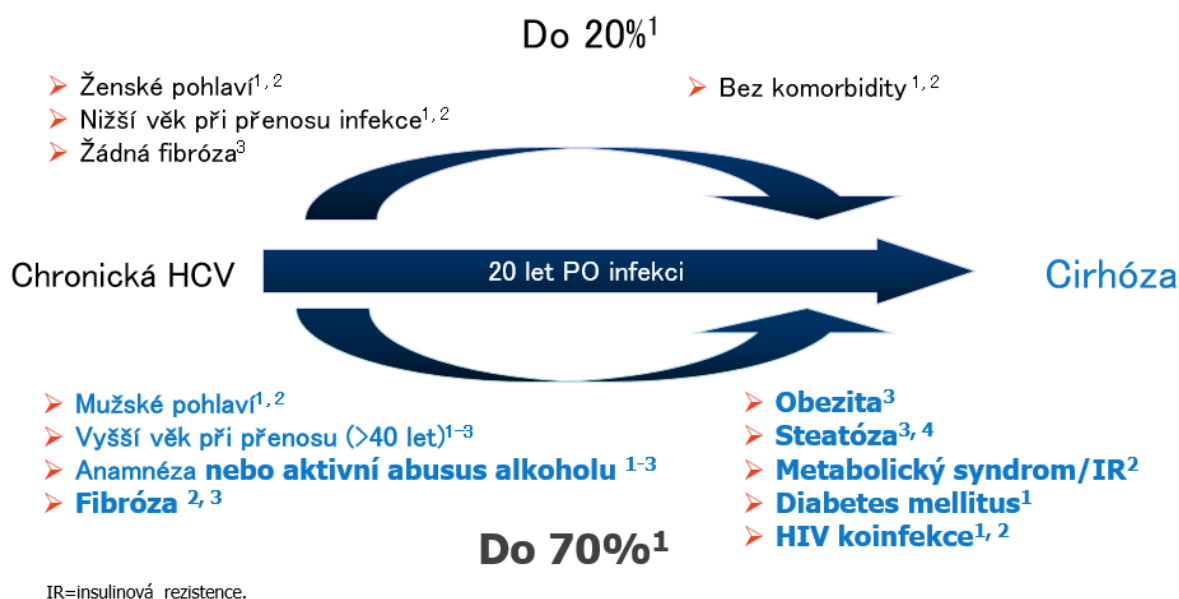 Do 20%1
➢ Ženské pohlaví1, 2
➢ Nižší věk při přenosu infekce1, 2
➢ Žádná fibróza3
➢ Bez komorbidity 1, 2
Chronická HCV
20 let PO infekci
Cirhóza
➢ Mužské pohlaví1, 2
➢ Vyšší věk při přenosu (>40 let)1-3
➢ Anamnéza nebo aktivní abusus alkoholu 1-3
➢ Fibróza 2, 3
➢ Obezita3
➢ Steatóza3, 4
➢ Metabolický syndrom/IR2
➢ Diabetes mellitus1
➢ HIV koinfekce1, 2
Do 70%1
IR=insulinová rezistence.